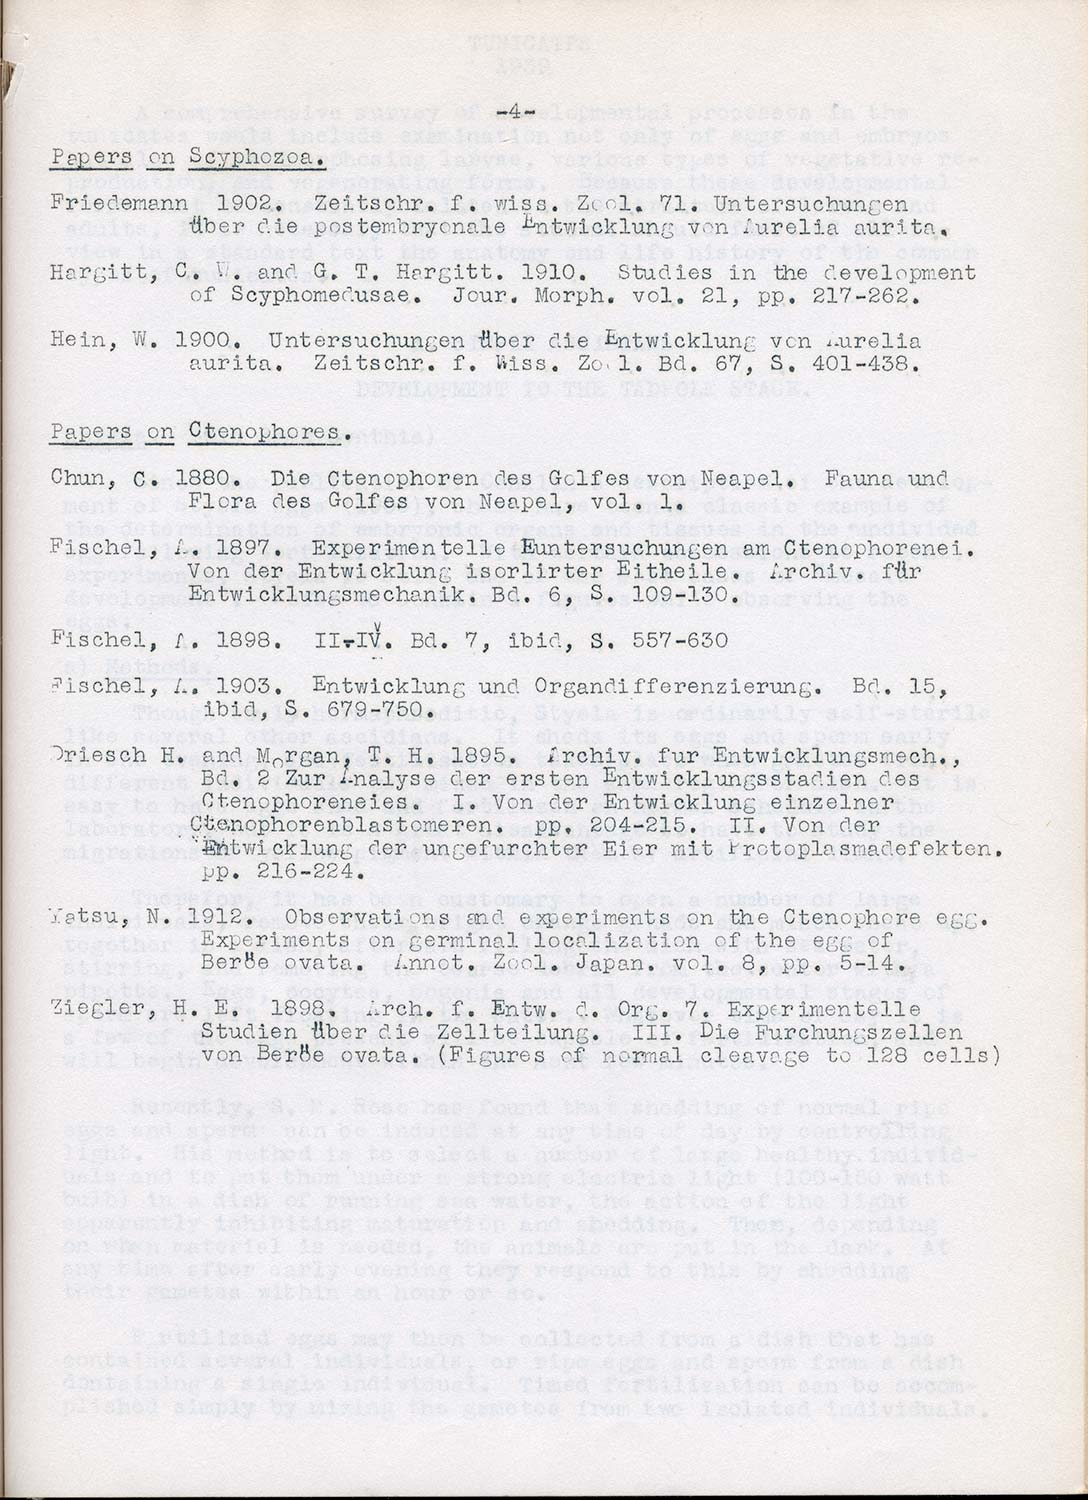 -4-
Papers on Scyphozoa.
Friedemann 1902. Zeitschr. f. wiss. Zool. 71. Untersuchungen
über die postembryonale Entwicklung von Aurelia aurita.
Hargitt, C. W. and G. T. Hargitt. 1910. Studies in the development
of Scyphomedusae. Jour. Morph. vol. 21, pp. 217-262.
Hein, W. 1900. Untersuchungen über die Entwicklung von Aurelia
aurita. Zeitschr. f. Wiss. Zool. Bd. 67, S. 401-438.
Papers on Ctenophores.
Chun, C. 1880. Die Ctenophoren des Golfes von Neapel. Fauna und
Flora des Golfes von Neapel, vol. 1.
Fischel, A. 1897. Experimentelle Euntersuchungen am Ctenophorenei.
Von der Entwicklung isorlirter Eitheile. Archiv. für
Entwicklungsmechanik. Bd. 6, S. 109-130.
Fischel, A. 1898. II-IV. Bd. 7, ibid, S. 557-630
Fischel, A. 1903. Entwicklung und Organdifferenzierung. Bd. 15,
ibid, S. 679-750.
Driesch H. and Morgan, T. H. 1895. Archiv. fur Entwicklungsmech.,
Bd. 2 Zur Analyse der ersten Entwicklungsstadien des
Ctenophoreneies. I. Von der Entwicklung einzelner
Ctenophorenblastomeren. pp. 204-215. II. Von der
Entwicklung der ungefurchter Eier mit Protoplasmadefekten.
pp. 216-224.
Yatsu, N. 1912. Observations and experiments on the Ctenophore egg.
Experiments on germinal localization of the egg of
Beröe ovata. Annot. Zool. Japan. vol. 8, pp. 5-14.
Ziegler, H. E. 1898. Arch. f. Entw. d. Org. 7. Experimentelle
Studien über die Zellteilung. III. Die Furchungszellen
von Beröe ovata. (Figures of normal cleavage to 128 cells)